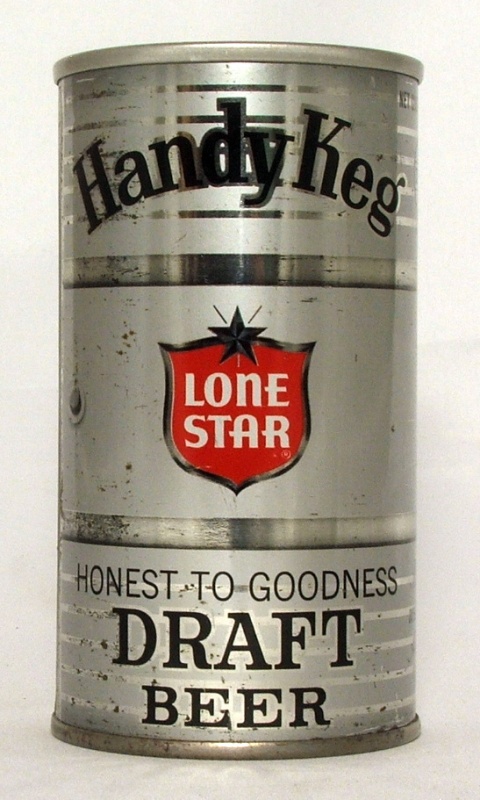 Handy Keg
LONE
STAR
®
HONEST-TO-GOODNESS
DRAFT
BEER